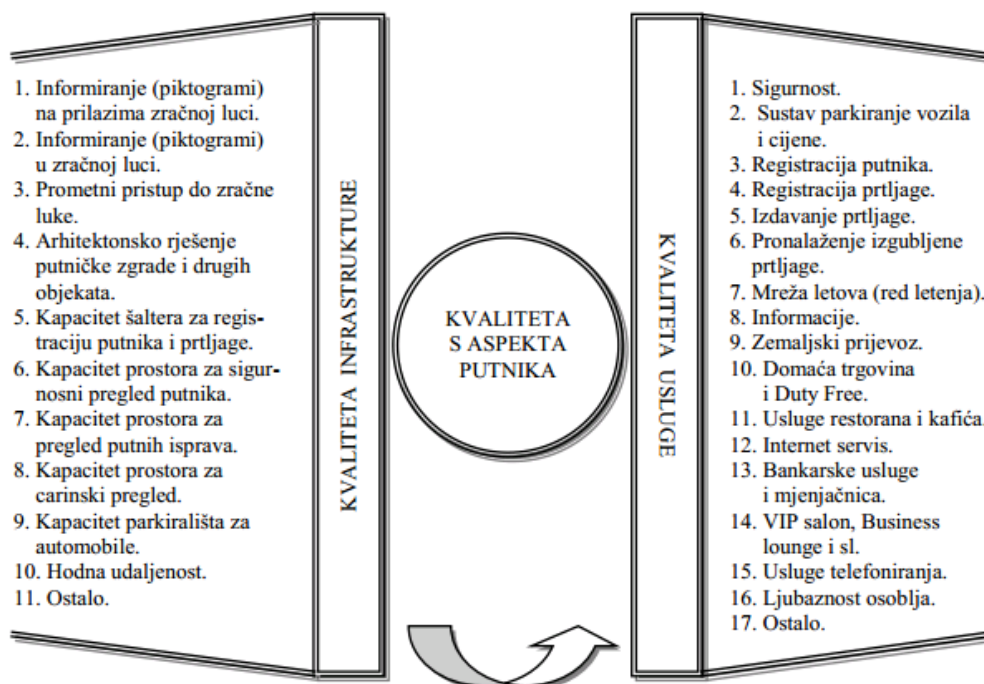 1. Informiranje (piktogrami)
na prilazima zračnoj luci.
2. Informiranje (piktogrami)
u zračnoj luci.
3. Prometni pristup do zračne
luke.
4. Arhitektonsko rješenje
putničke zgrade i drugih
objekata.
5. Kapacitet šaltera za regis-
traciju putnika i prtljage.
6. Kapacitet prostora za sigur-
nosni pregled putnika.
7. Kapacitet prostora za
pregled putnih isprava.
8. Kapacitet prostora za
carinski pregled.
9. Kapacitet parkirališta za
automobile.
10. Hodna udaljenost.
11. Ostalo.
KVALITETA INFRASTRUKTURE
KVALITETA
S ASPEKTA
PUTNIKA
KVALITETA USLUGE
1. Sigurnost.
2. Sustav parkiranje vozila
i cijene.
3. Registracija putnika.
4. Registracija prtljage.
5. Izdavanje prtljage.
6. Pronalaženje izgubljene
prtljage.
7. Mreža letova (red letenja).
8. Informacije.
9. Zemaljski prijevoz.
10. Domaća trgovina
i Duty Free.
11. Usluge restorana i kafića.
12. Internet servis.
13. Bankarske usluge
i mjenjačnica.
14. VIP salon, Business
lounge i sl.
15. Usluge telefoniranja.
16. Ljubaznost osoblja.
17. Ostalo.